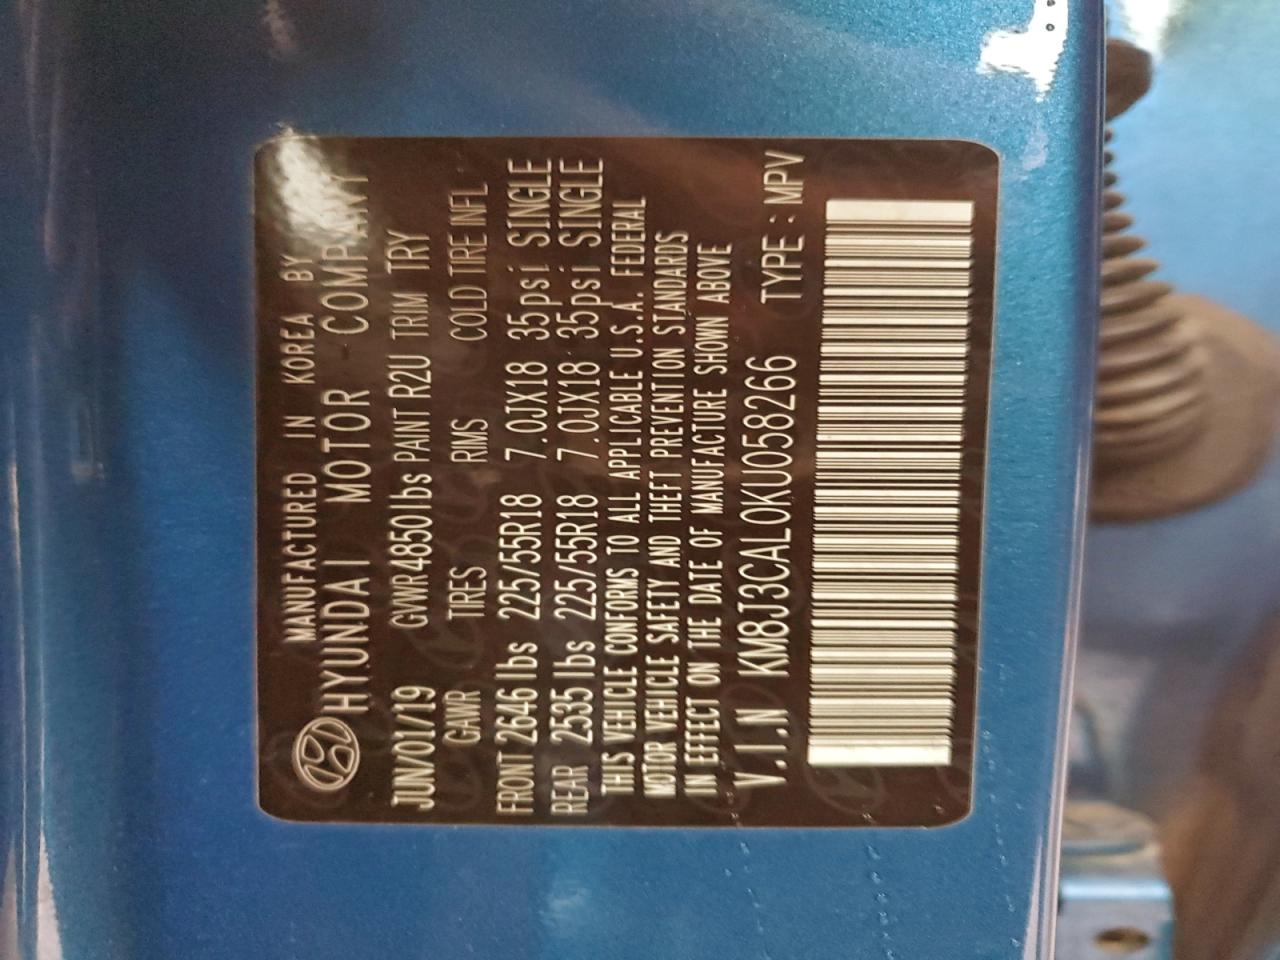 MANUFACTURED IN KOREA BY
HYUNDAI MOTOR COMPANY
JUN/01/19 GVWR 4850 lbs PAINT R2U TRIM TRY
GAWR TIRES RIMS COLD TIRE INFL
FRONT 2646 lbs 225/55R18 7.0JX18 35psi SINGLE
REAR 2535 lbs 225/55R18 7.0JX18 35psi SINGLE
THIS VEHICLE CONFORMS TO ALL APPLICABLE U.S.A. FEDERAL
MOTOR VEHICLE SAFETY AND THEFT PREVENTION STANDARDS
IN EFFECT ON THE DATE OF MANUFACTURE SHOWN ABOVE
V.I.N KM8J3CAL0KU058266 TYPE : MPV